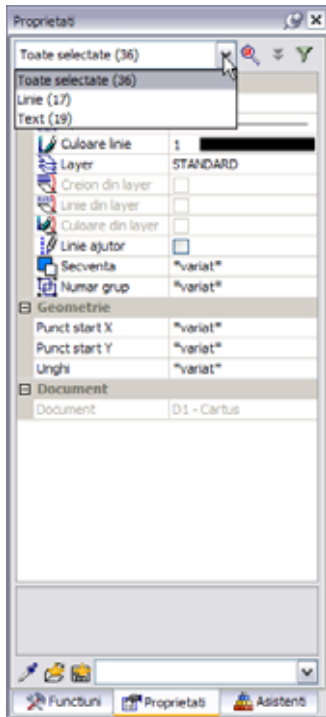 Proprietati
Toate selectate (36)
Toate selectate (36)
Linie (17)
Text (19)
Culoare linie 1
Layer STANDARD
Creion din layer
Linie din layer
Culoare din layer
Linie ajutor
Secventa *variat*
Numar grup *variat*
Geometrie
Punct start X *variat*
Punct start Y *variat*
Unghi *variat*
Document
Document D1 - Cartus
Functiuni Proprietati Asistenti